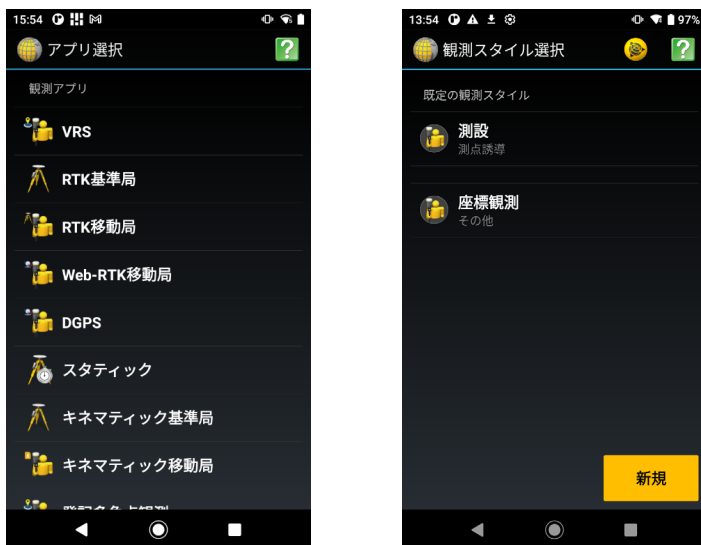 15:54
アプリ選択
?
観測アプリ
VRS
RTK基準局
RTK移動局
Web-RTK移動局
DGPS
スタティック
キネマティック基準局
キネマティック移動局
13:54
97%
観測スタイル選択
?
既定の観測スタイル
測設
測点誘導
座標観測
その他
新規